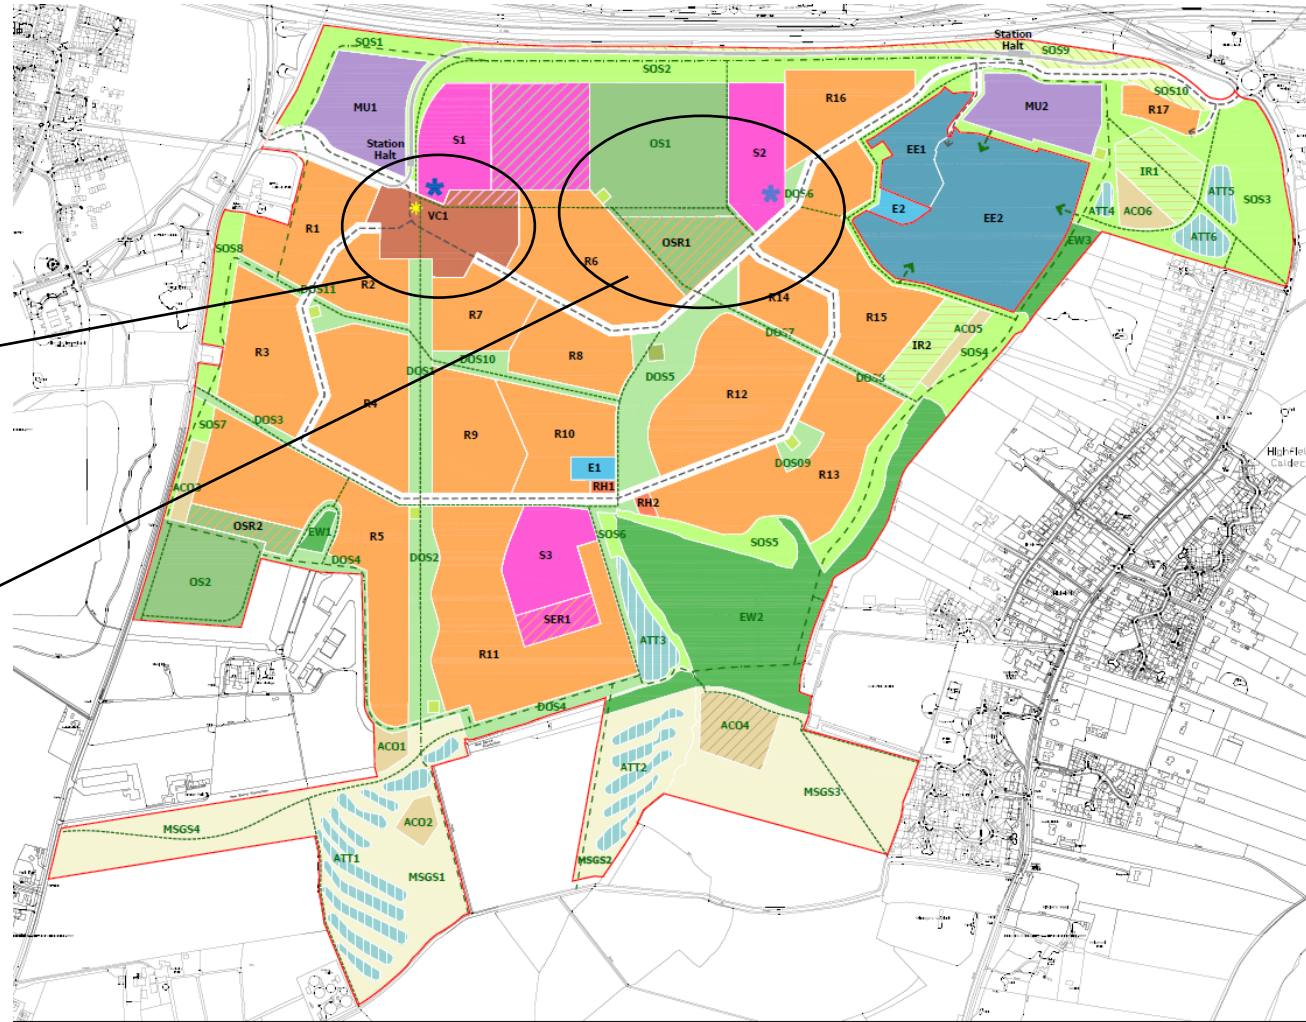 SOS1
Station
Halt
SOS9
SOS2
SOS10
MU1
R16
MU2
R17
S1
OS1
S2
EE1
Station
Halt
IR1
ATT5
DOS6
SOS3
E2
ATT4
ACO6
VC1
EE2
R1
OSR1
EW3
ATT6
SOS8
R6
DOS11
R2
R14
R7
R15
ACO5
DOS7
IR2
R3
DOS10
R8
SOS4
DOS1
DOS5
R12
R4
DOS3
SOS7
R9
R10
DOS09
E1
R13
ACO3
RH1
RH2
OSR2
EW1
R5
SOS6
SOS5
DOS4
DOS2
S3
OS2
SER1
EW2
ATT3
R11
DOS4
ACO4
ACO1
ATT2
MSGS3
ACO2
MSGS4
ATT1
MSGS2
MSGS1